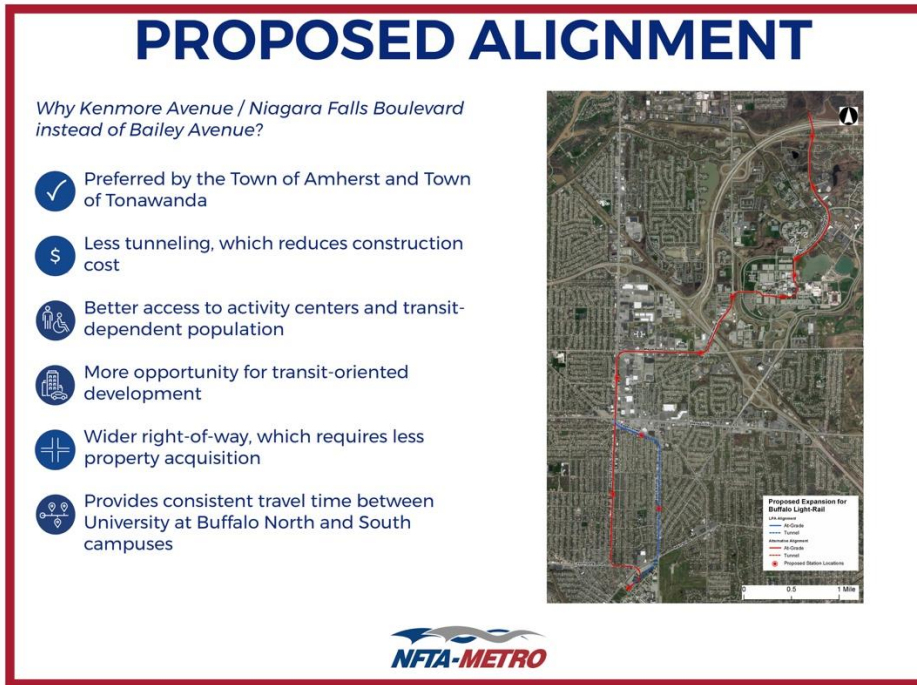 PROPOSED ALIGNMENT
Why Kenmore Avenue / Niagara Falls Boulevard
instead of Bailey Avenue?
Preferred by the Town of Amherst and Town
of Tonawanda
$
Less tunneling, which reduces construction
cost
Better access to activity centers and transit-
dependent population
More opportunity for transit-oriented
development
Wider right-of-way, which requires less
property acquisition
Provides consistent travel time between
University at Buffalo North and South
campuses
Proposed Expansion for
Buffalo Light-Rail
LPA Alignment
At-Grade
Tunnel
Alternative Alignment
At-Grade
Tunnel
Proposed Station Locations
0 0.5 1 Mile
NFTA-METRO